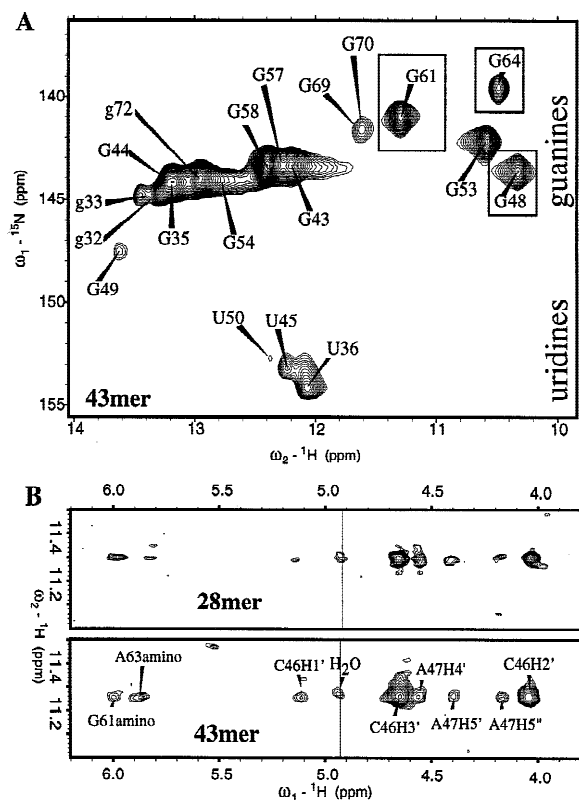 A
G70
G57
G69
G61
G64
G58
g72
G44
g33
g32
G35
G54
G43
G53
G48
G49
U50
U45
U36
guanines
uridines
43mer
140
145
150
155
ω₁ - ¹⁵N (ppm)
14 13 12 11 10
ω₂ - ¹H (ppm)
B
6.0 5.5 5.0 4.5 4.0
11.4
11.2
28mer
ω₂ - ¹H (ppm)
11.4
11.2
A63amino
C46H1' H₂O
A47H4'
C46H2'
G61amino
C46H3'
A47H5'
A47H5"
43mer
6.0 5.5 5.0 4.5 4.0
ω₁ - ¹H (ppm)